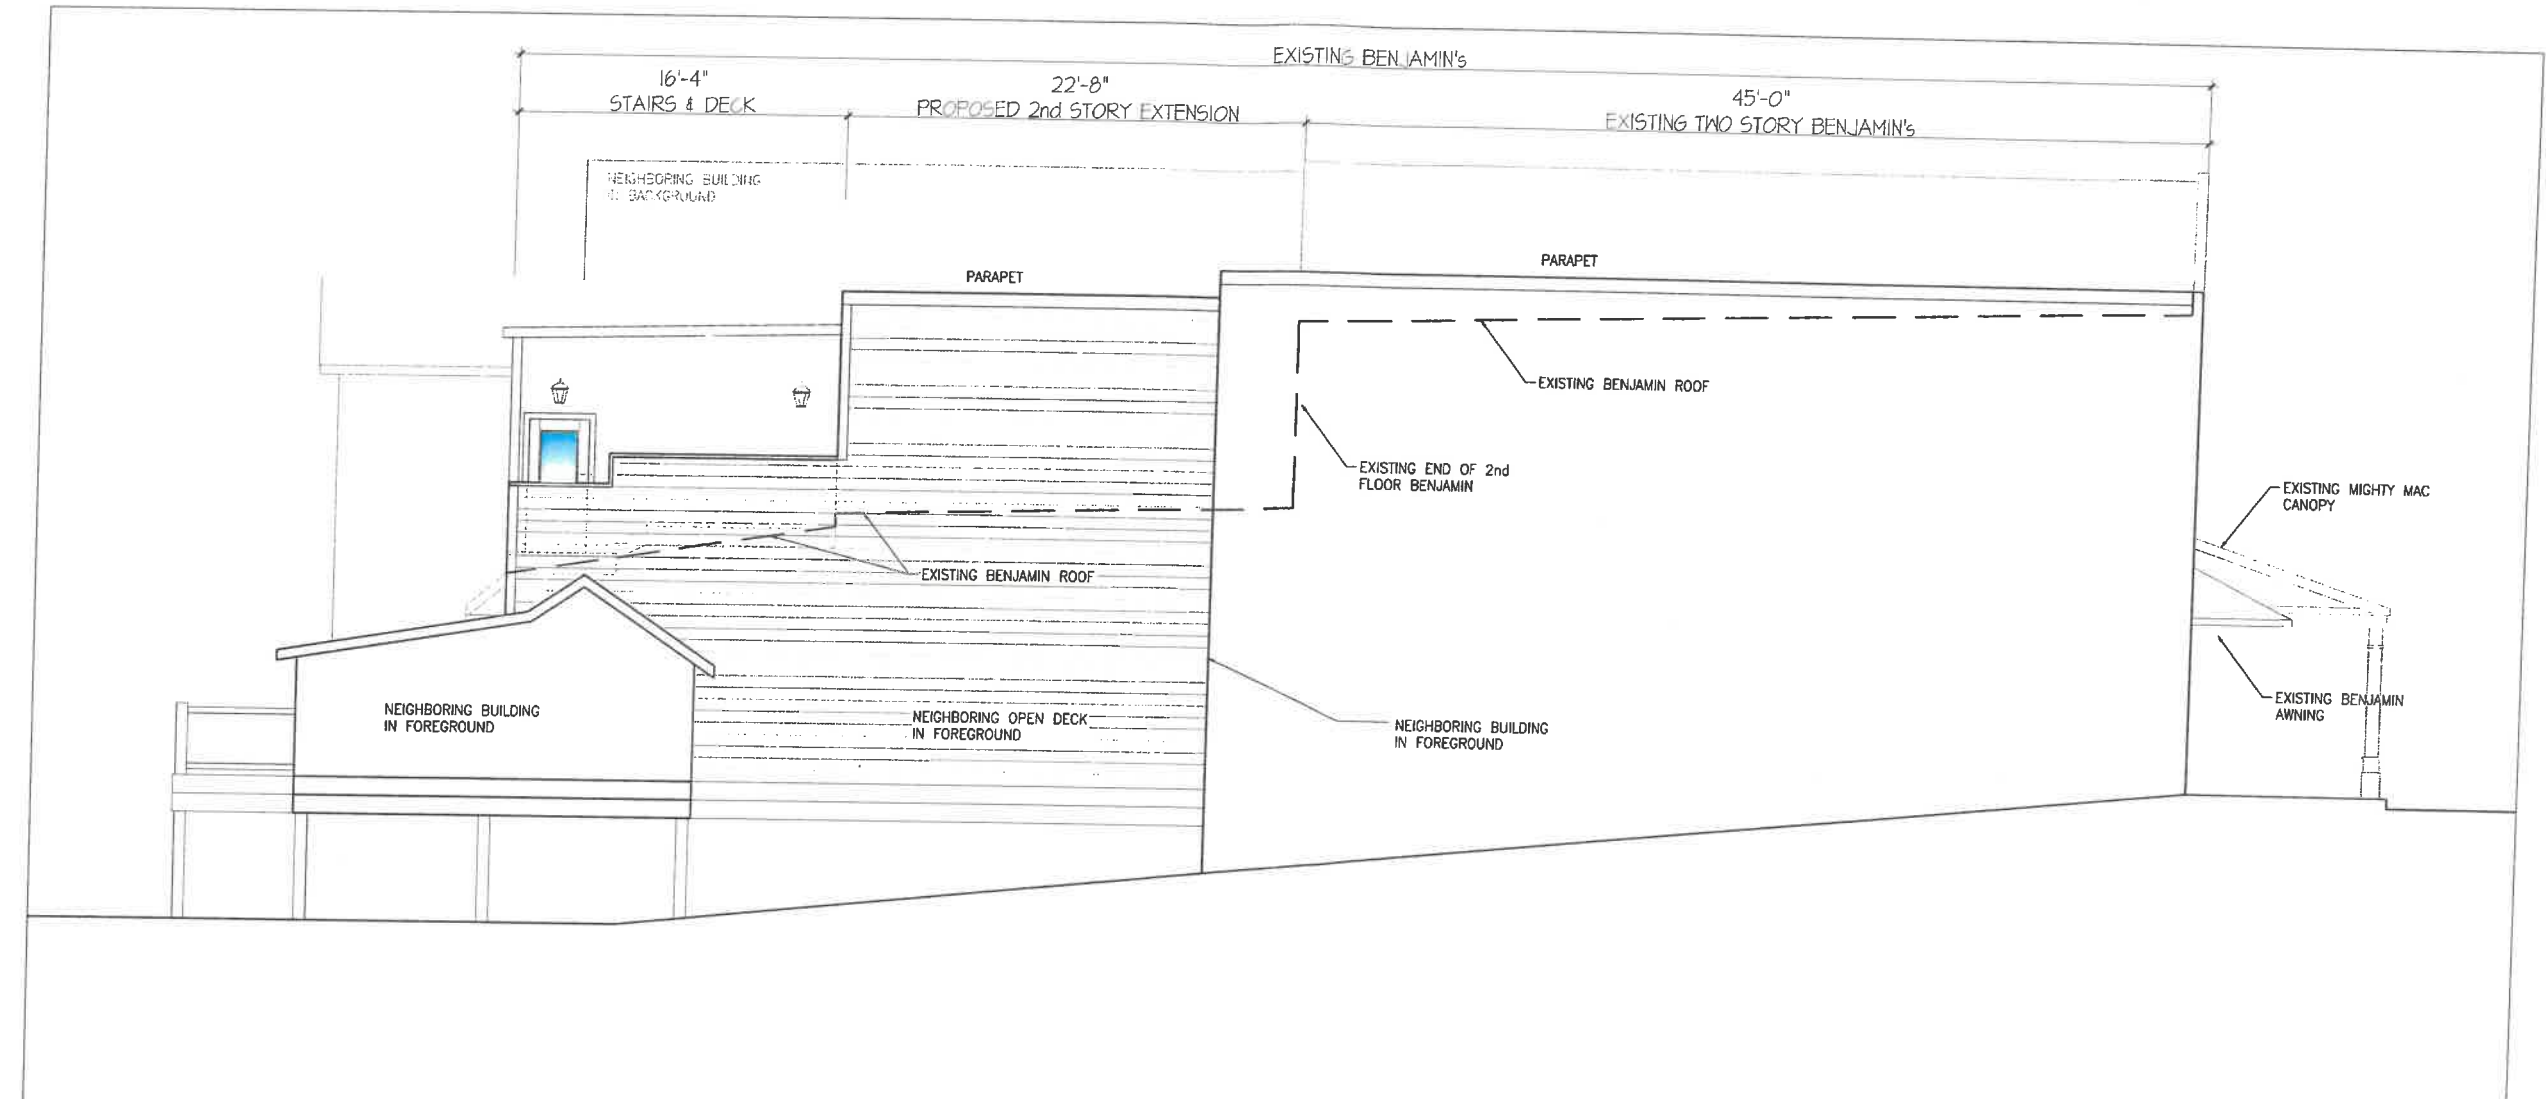 EXISTING BENJAMIN's
16'-4"
STAIRS & DECK
22'-8"
PROPOSED 2nd STORY EXTENSION
45'-0"
EXISTING TWO STORY BENJAMIN's
NEIGHBORING BUILDING
IN BACKGROUND
PARAPET
PARAPET
EXISTING BENJAMIN ROOF
EXISTING END OF 2nd
FLOOR BENJAMIN
EXISTING MIGHTY MAC
CANOPY
EXISTING BENJAMIN ROOF
EXISTING BENJAMIN
AWNING
NEIGHBORING BUILDING
IN FOREGROUND
NEIGHBORING OPEN DECK
IN FOREGROUND
NEIGHBORING BUILDING
IN FOREGROUND